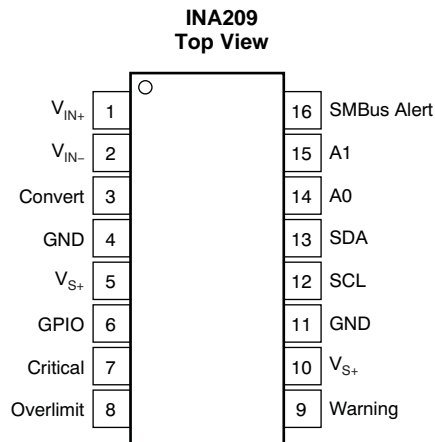 INA209
Top View
V_IN+ 1
V_IN– 2
Convert 3
GND 4
V_S+ 5
GPIO 6
Critical 7
Overlimit 8
16 SMBus Alert
15 A1
14 A0
13 SDA
12 SCL
11 GND
10 V_S+
9 Warning